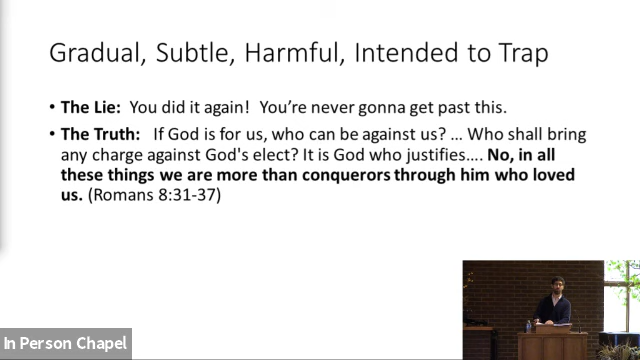 Gradual, Subtle, Harmful, Intended to Trap
• The Lie: You did it again! You're never gonna get past this.
• The Truth: If God is for us, who can be against us? … Who shall bring
any charge against God's elect? It is God who justifies…. No, in all
these things we are more than conquerors through him who loved
us. (Romans 8:31-37)
In Person Chapel